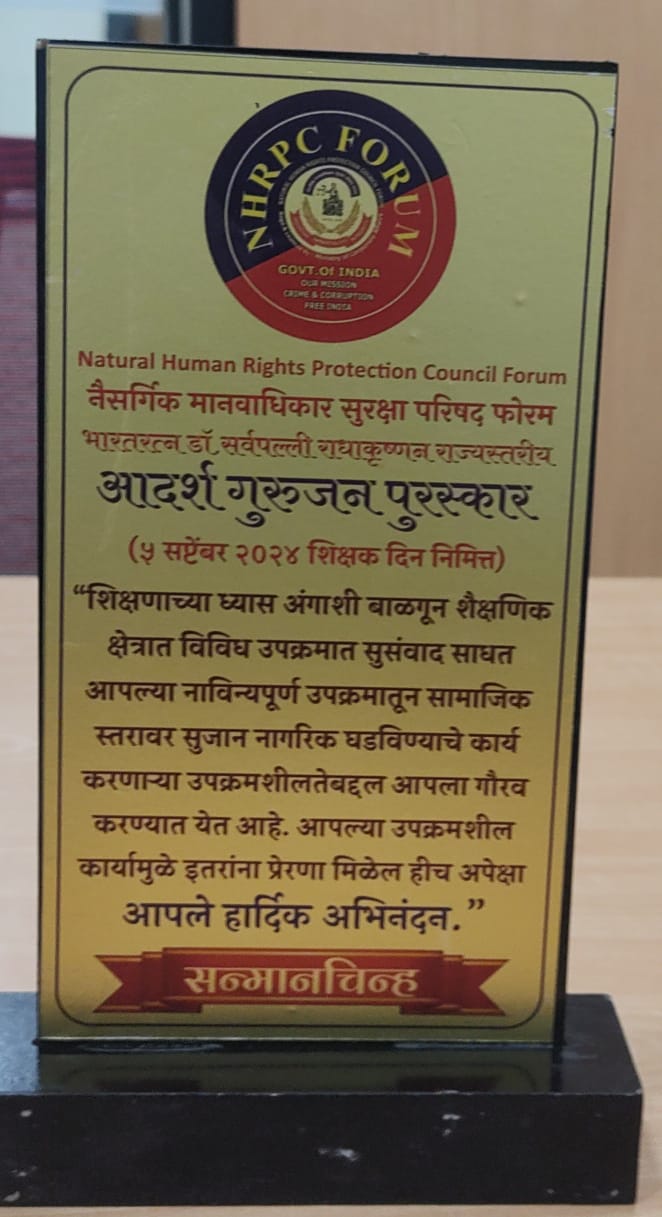 NHRPC FORUM
GOVT.Of INDIA
OUR MISSION
CRIME & CORRUPTION
FREE INDIA
Natural Human Rights Protection Council Forum
नैसर्गिक मानवाधिकार सुरक्षा परिषद फोरम
भारतरत्न डॉ.सर्वपल्ली राधाकृष्णन राज्यस्तरीय
आदर्श गुरुजन पुरस्कार
(५ सप्टेंबर २०२४ शिक्षक दिन निमित्त)
“शिक्षणाच्या ध्यास अंगाशी बाळगून शैक्षणिक
क्षेत्रात विविध उपक्रमात सुसंवाद साधत
आपल्या नाविन्यपूर्ण उपक्रमातून सामाजिक
स्तरावर सुजान नागरिक घडविण्याचे कार्य
करणाऱ्या उपक्रमशीलतेबद्दल आपला गौरव
करण्यात येत आहे. आपल्या उपक्रमशील
कार्यामुळे इतरांना प्रेरणा मिळेल हीच अपेक्षा
आपले हार्दिक अभिनंदन.”
सन्मानचिन्ह